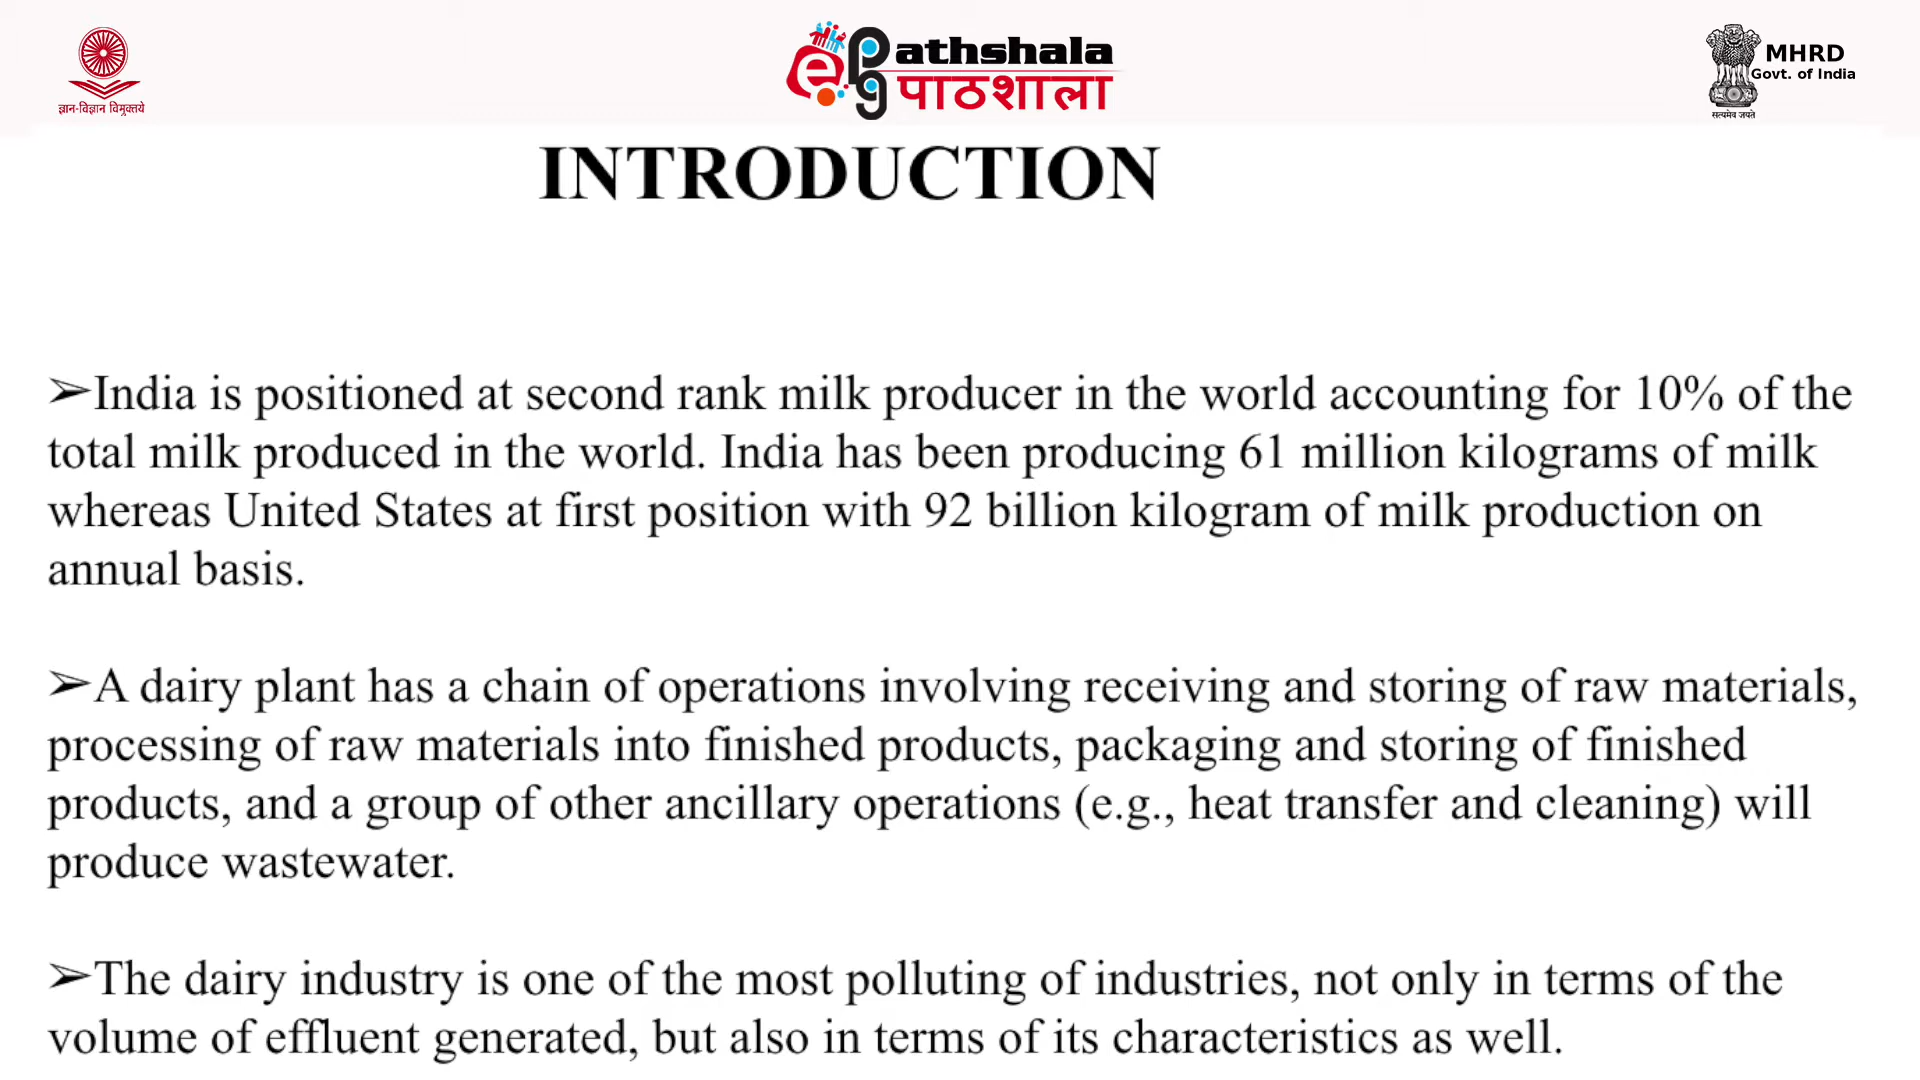 ज्ञान-विज्ञान विमुक्तये
ePathshala
पाठशाला
MHRD
Govt. of India
सत्यमेव जयते
INTRODUCTION
➢India is positioned at second rank milk producer in the world accounting for 10% of the
total milk produced in the world. India has been producing 61 million kilograms of milk
whereas United States at first position with 92 billion kilogram of milk production on
annual basis.
➢A dairy plant has a chain of operations involving receiving and storing of raw materials,
processing of raw materials into finished products, packaging and storing of finished
products, and a group of other ancillary operations (e.g., heat transfer and cleaning) will
produce wastewater.
➢The dairy industry is one of the most polluting of industries, not only in terms of the
volume of effluent generated, but also in terms of its characteristics as well.